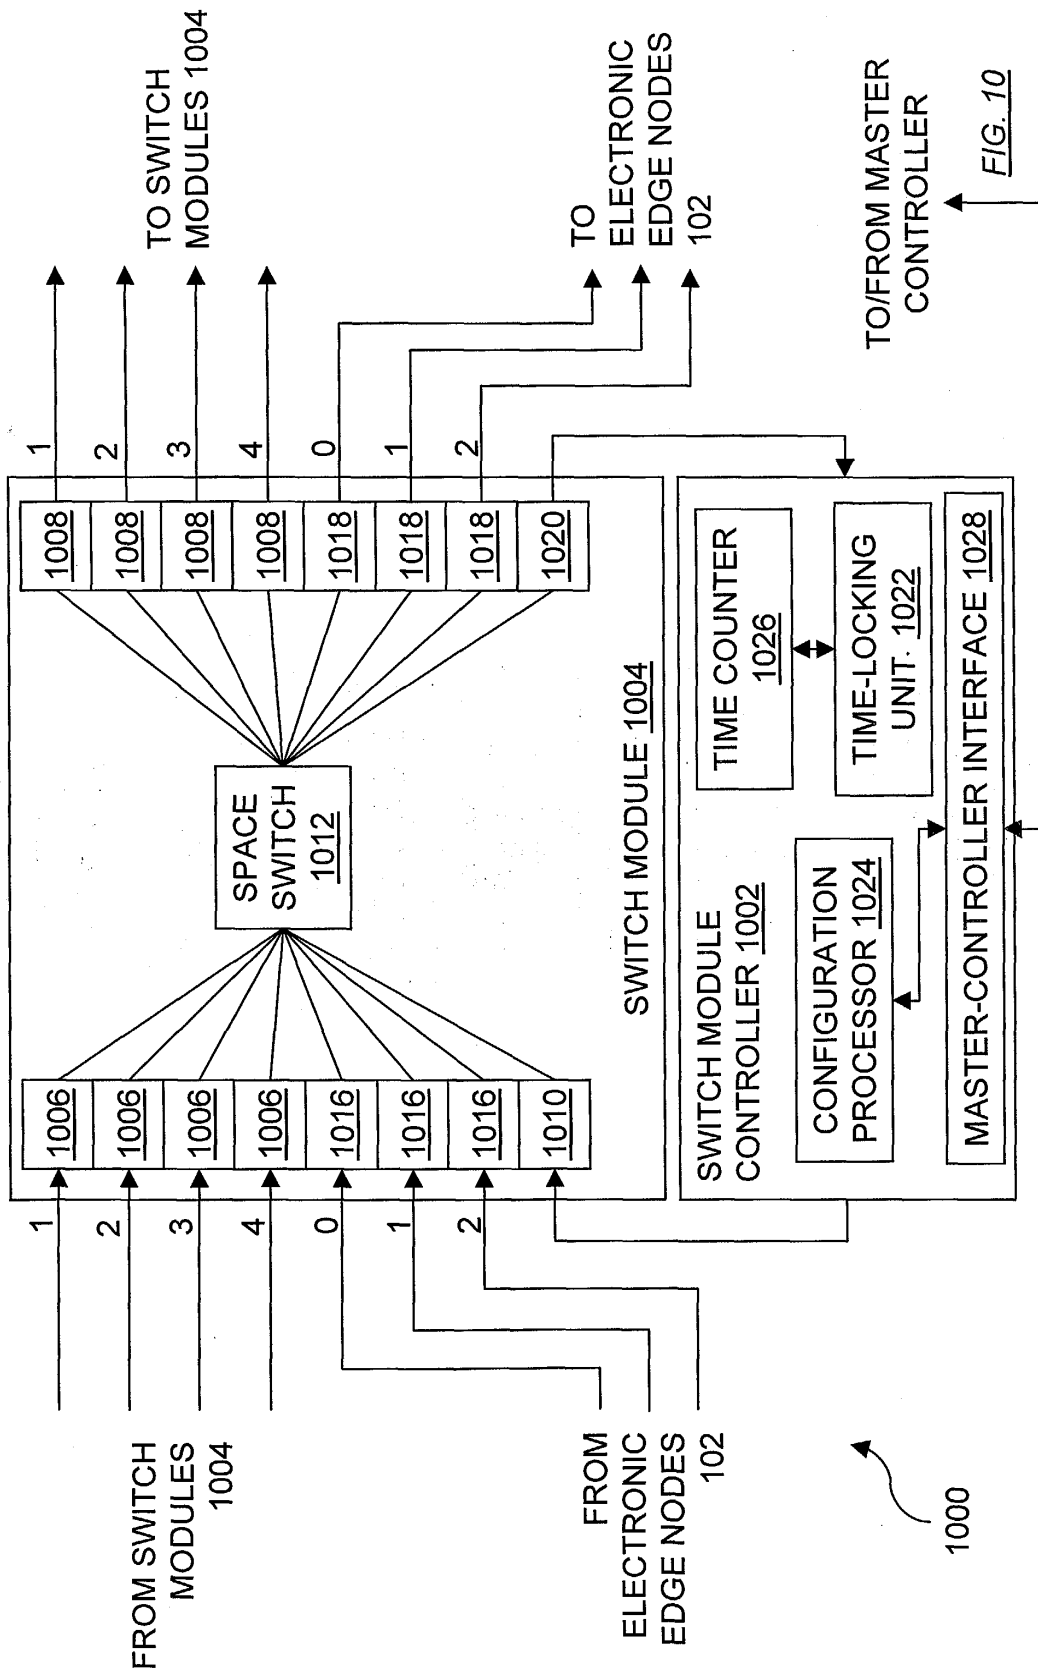 FROM SWITCH
MODULES
1004
1
2
3
4
FROM
ELECTRONIC
EDGE NODES
102
0
1
2
1006
1006
1006
1006
1016
1016
1016
1010
SPACE
SWITCH
1012
1008
1008
1008
1008
1018
1018
1018
1020
SWITCH MODULE 1004
1
2
3
4
0
1
2
TO SWITCH
MODULES 1004
TO
ELECTRONIC
EDGE NODES
102
SWITCH MODULE
CONTROLLER 1002
TIME COUNTER
1026
CONFIGURATION
PROCESSOR 1024
TIME-LOCKING
UNIT 1022
MASTER-CONTROLLER INTERFACE 1028
TO/FROM MASTER
CONTROLLER
1000
FIG. 10